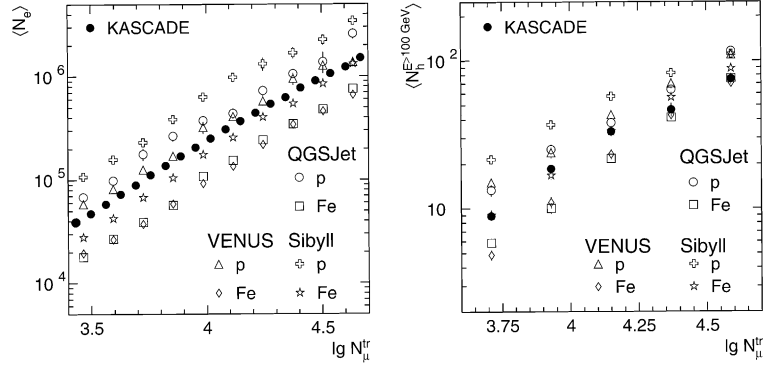 ⟨N_e⟩
● KASCADE
10^6
10^5
10^4
QGSJet
○ p
□ Fe
VENUS Sibyll
△ p ✚ p
◇ Fe ☆ Fe
3.5 4 4.5
lg N_μ^tr
⟨N_h^E>100 GeV⟩
● KASCADE
10^2
10
QGSJet
○ p
□ Fe
VENUS Sibyll
△ p ✚ p
◇ Fe ☆ Fe
3.75 4 4.25 4.5
lg N_μ^tr